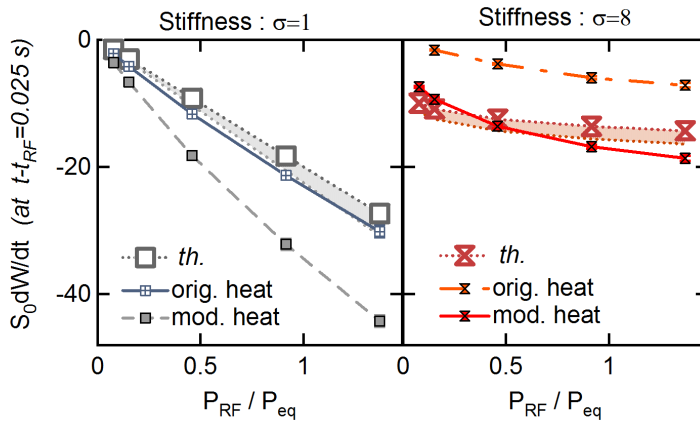 Stiffness : σ=1
Stiffness : σ=8
S0dW/dt (at t-tRF=0.025 s)
0
-20
-40
th.
orig. heat
mod. heat
th.
orig. heat
mod. heat
0
0.5
1
0
0.5
1
PRF / Peq
PRF / Peq